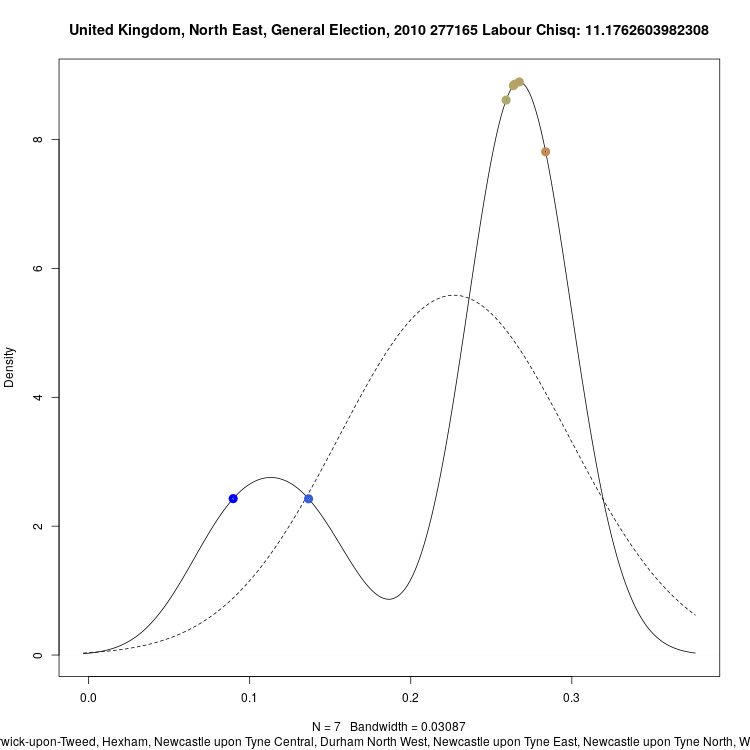 United Kingdom, North East, General Election, 2010 277165 Labour Chisq: 11.1762603982308
Density
8
6
4
2
0
0.0 0.1 0.2 0.3
N = 7 Bandwidth = 0.03087
wick-upon-Tweed, Hexham, Newcastle upon Tyne Central, Durham North West, Newcastle upon Tyne East, Newcastle upon Tyne North, W